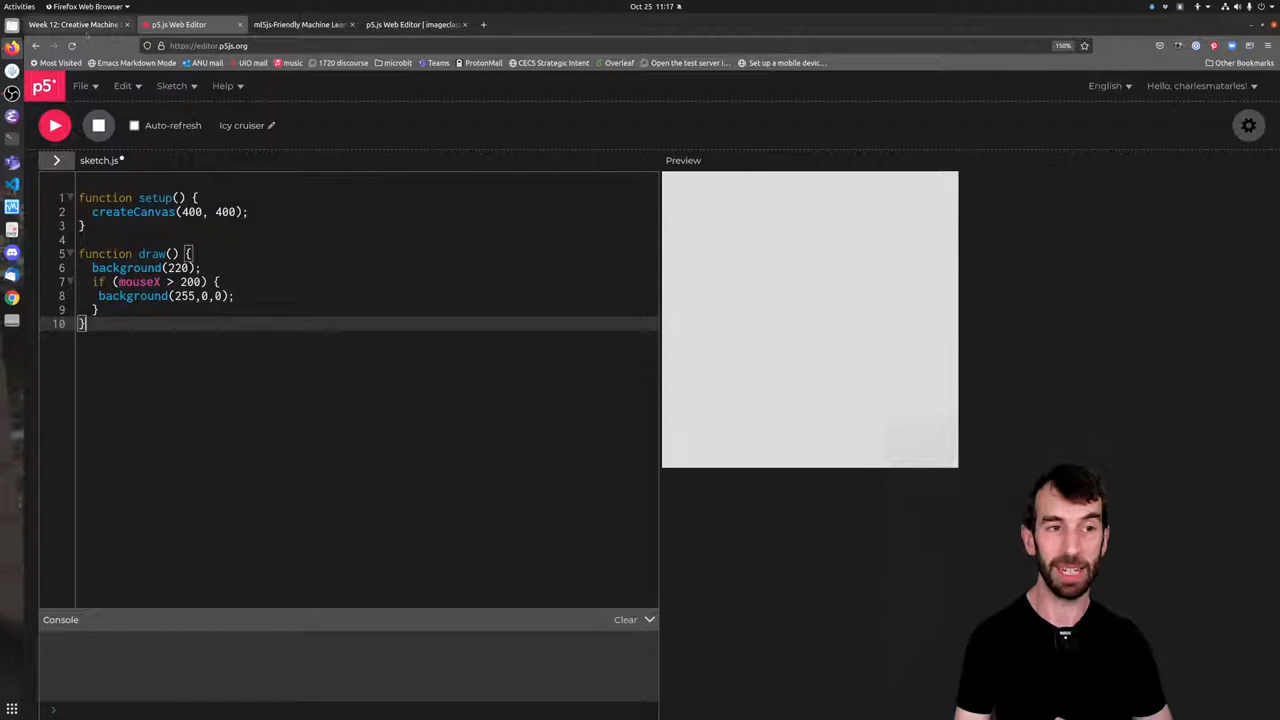 Activities
Firefox Web Browser
Oct 25 11:17
Week 12: Creative Machine
p5.js Web Editor
ml5js·Friendly Machine Lear
p5.js Web Editor | imageclas
https://editor.p5js.org
150%
Most Visited
Emacs Markdown Mode
ANU mail
UiO mail
music
1720 discourse
microbit
Teams
ProtonMail
CECS Strategic Intent
Overleaf
Open the test server i...
Set up a mobile devic...
Other Bookmarks
p5*
File
Edit
Sketch
Help
English
Hello, charlesmatarles!
Auto-refresh
Icy cruiser
sketch.js
Preview
1 function setup() {
2 createCanvas(400, 400);
3 }
4
5 function draw() {
6 background(220);
7 if (mouseX > 200) {
8 background(255,0,0);
9 }
10 }
Console
Clear